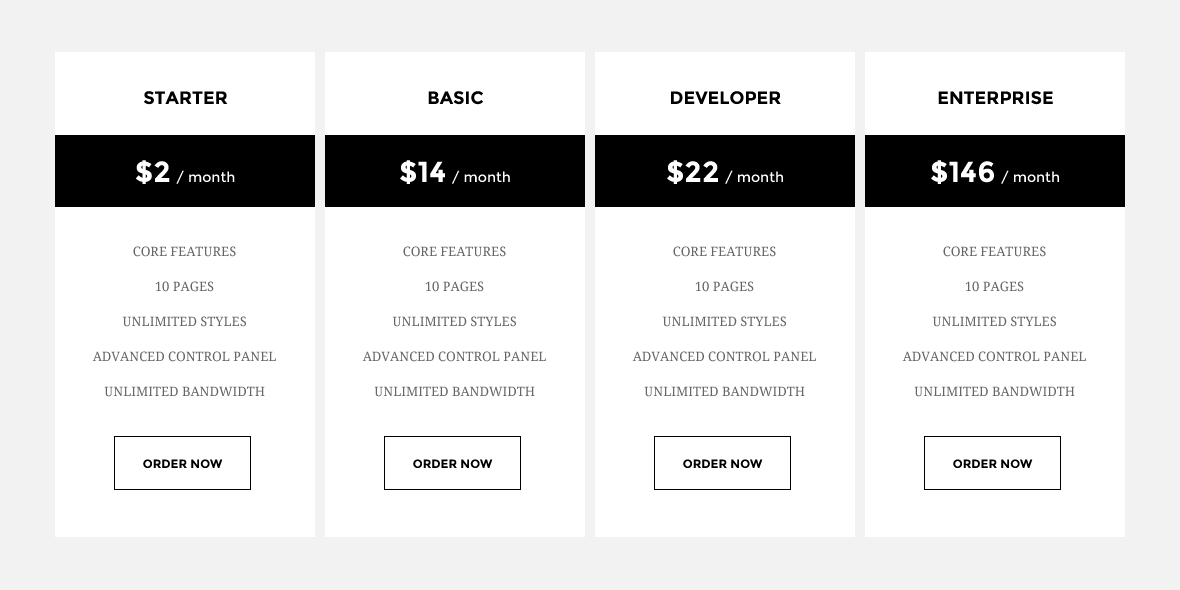 STARTER
$2 / month
CORE FEATURES
10 PAGES
UNLIMITED STYLES
ADVANCED CONTROL PANEL
UNLIMITED BANDWIDTH
ORDER NOW
BASIC
$14 / month
CORE FEATURES
10 PAGES
UNLIMITED STYLES
ADVANCED CONTROL PANEL
UNLIMITED BANDWIDTH
ORDER NOW
DEVELOPER
$22 / month
CORE FEATURES
10 PAGES
UNLIMITED STYLES
ADVANCED CONTROL PANEL
UNLIMITED BANDWIDTH
ORDER NOW
ENTERPRISE
$146 / month
CORE FEATURES
10 PAGES
UNLIMITED STYLES
ADVANCED CONTROL PANEL
UNLIMITED BANDWIDTH
ORDER NOW